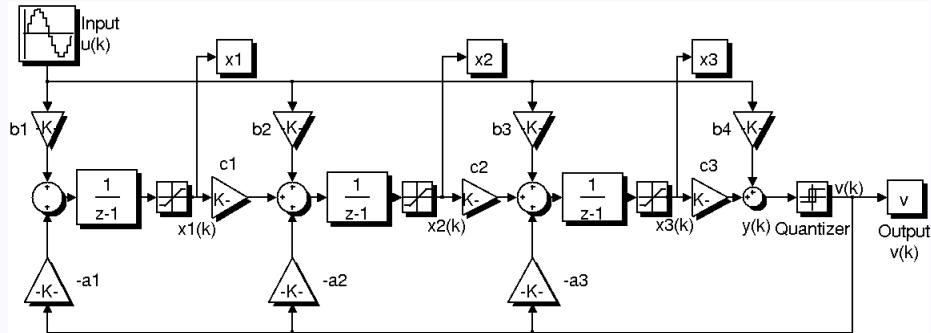 Input
u(k)
x1
x2
x3
b1
-K-
b2
-K-
b3
-K-
b4
-K-
c1
c2
c3
+
+
1
z-1
K-
+
+
+
1
z-1
K-
+
+
+
1
z-1
K-
+
+
v(k)
v
x1(k)
x2(k)
x3(k)
y(k)
Quantizer
Output
v(k)
-K-
-a1
-K-
-a2
-K-
-a3